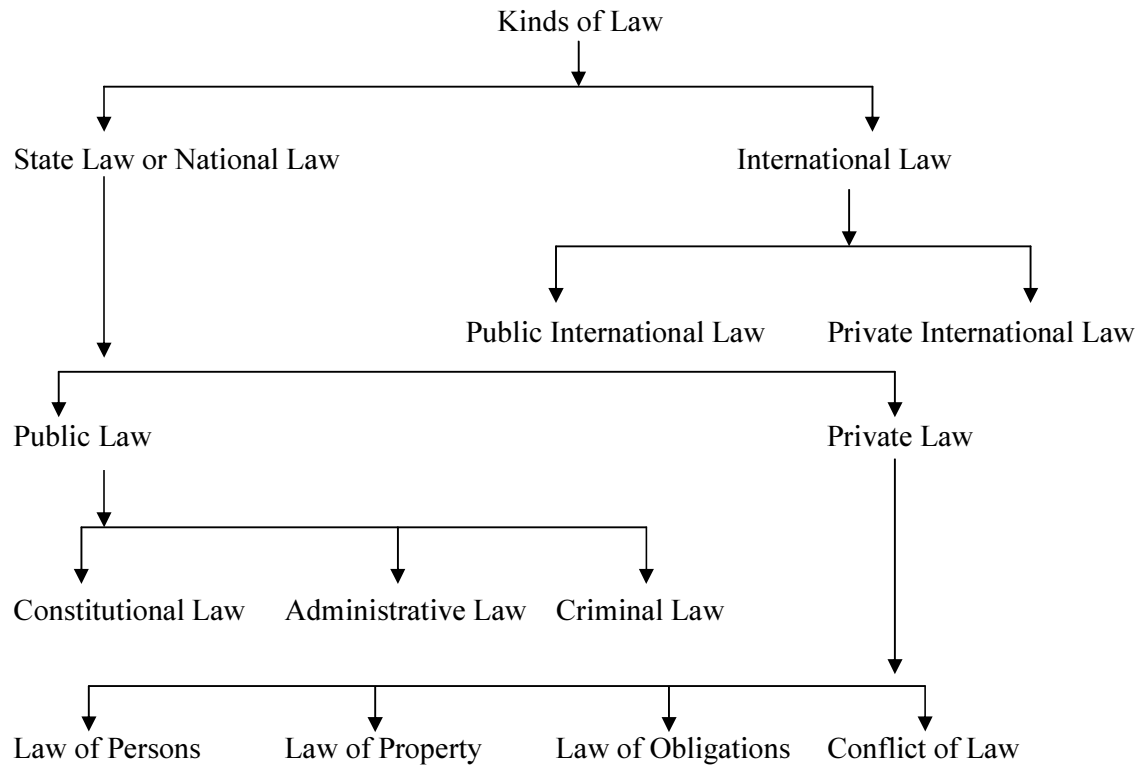 Kinds of Law
State Law or National Law
International Law
Public International Law
Private International Law
Public Law
Private Law
Constitutional Law
Administrative Law
Criminal Law
Law of Persons
Law of Property
Law of Obligations
Conflict of Law